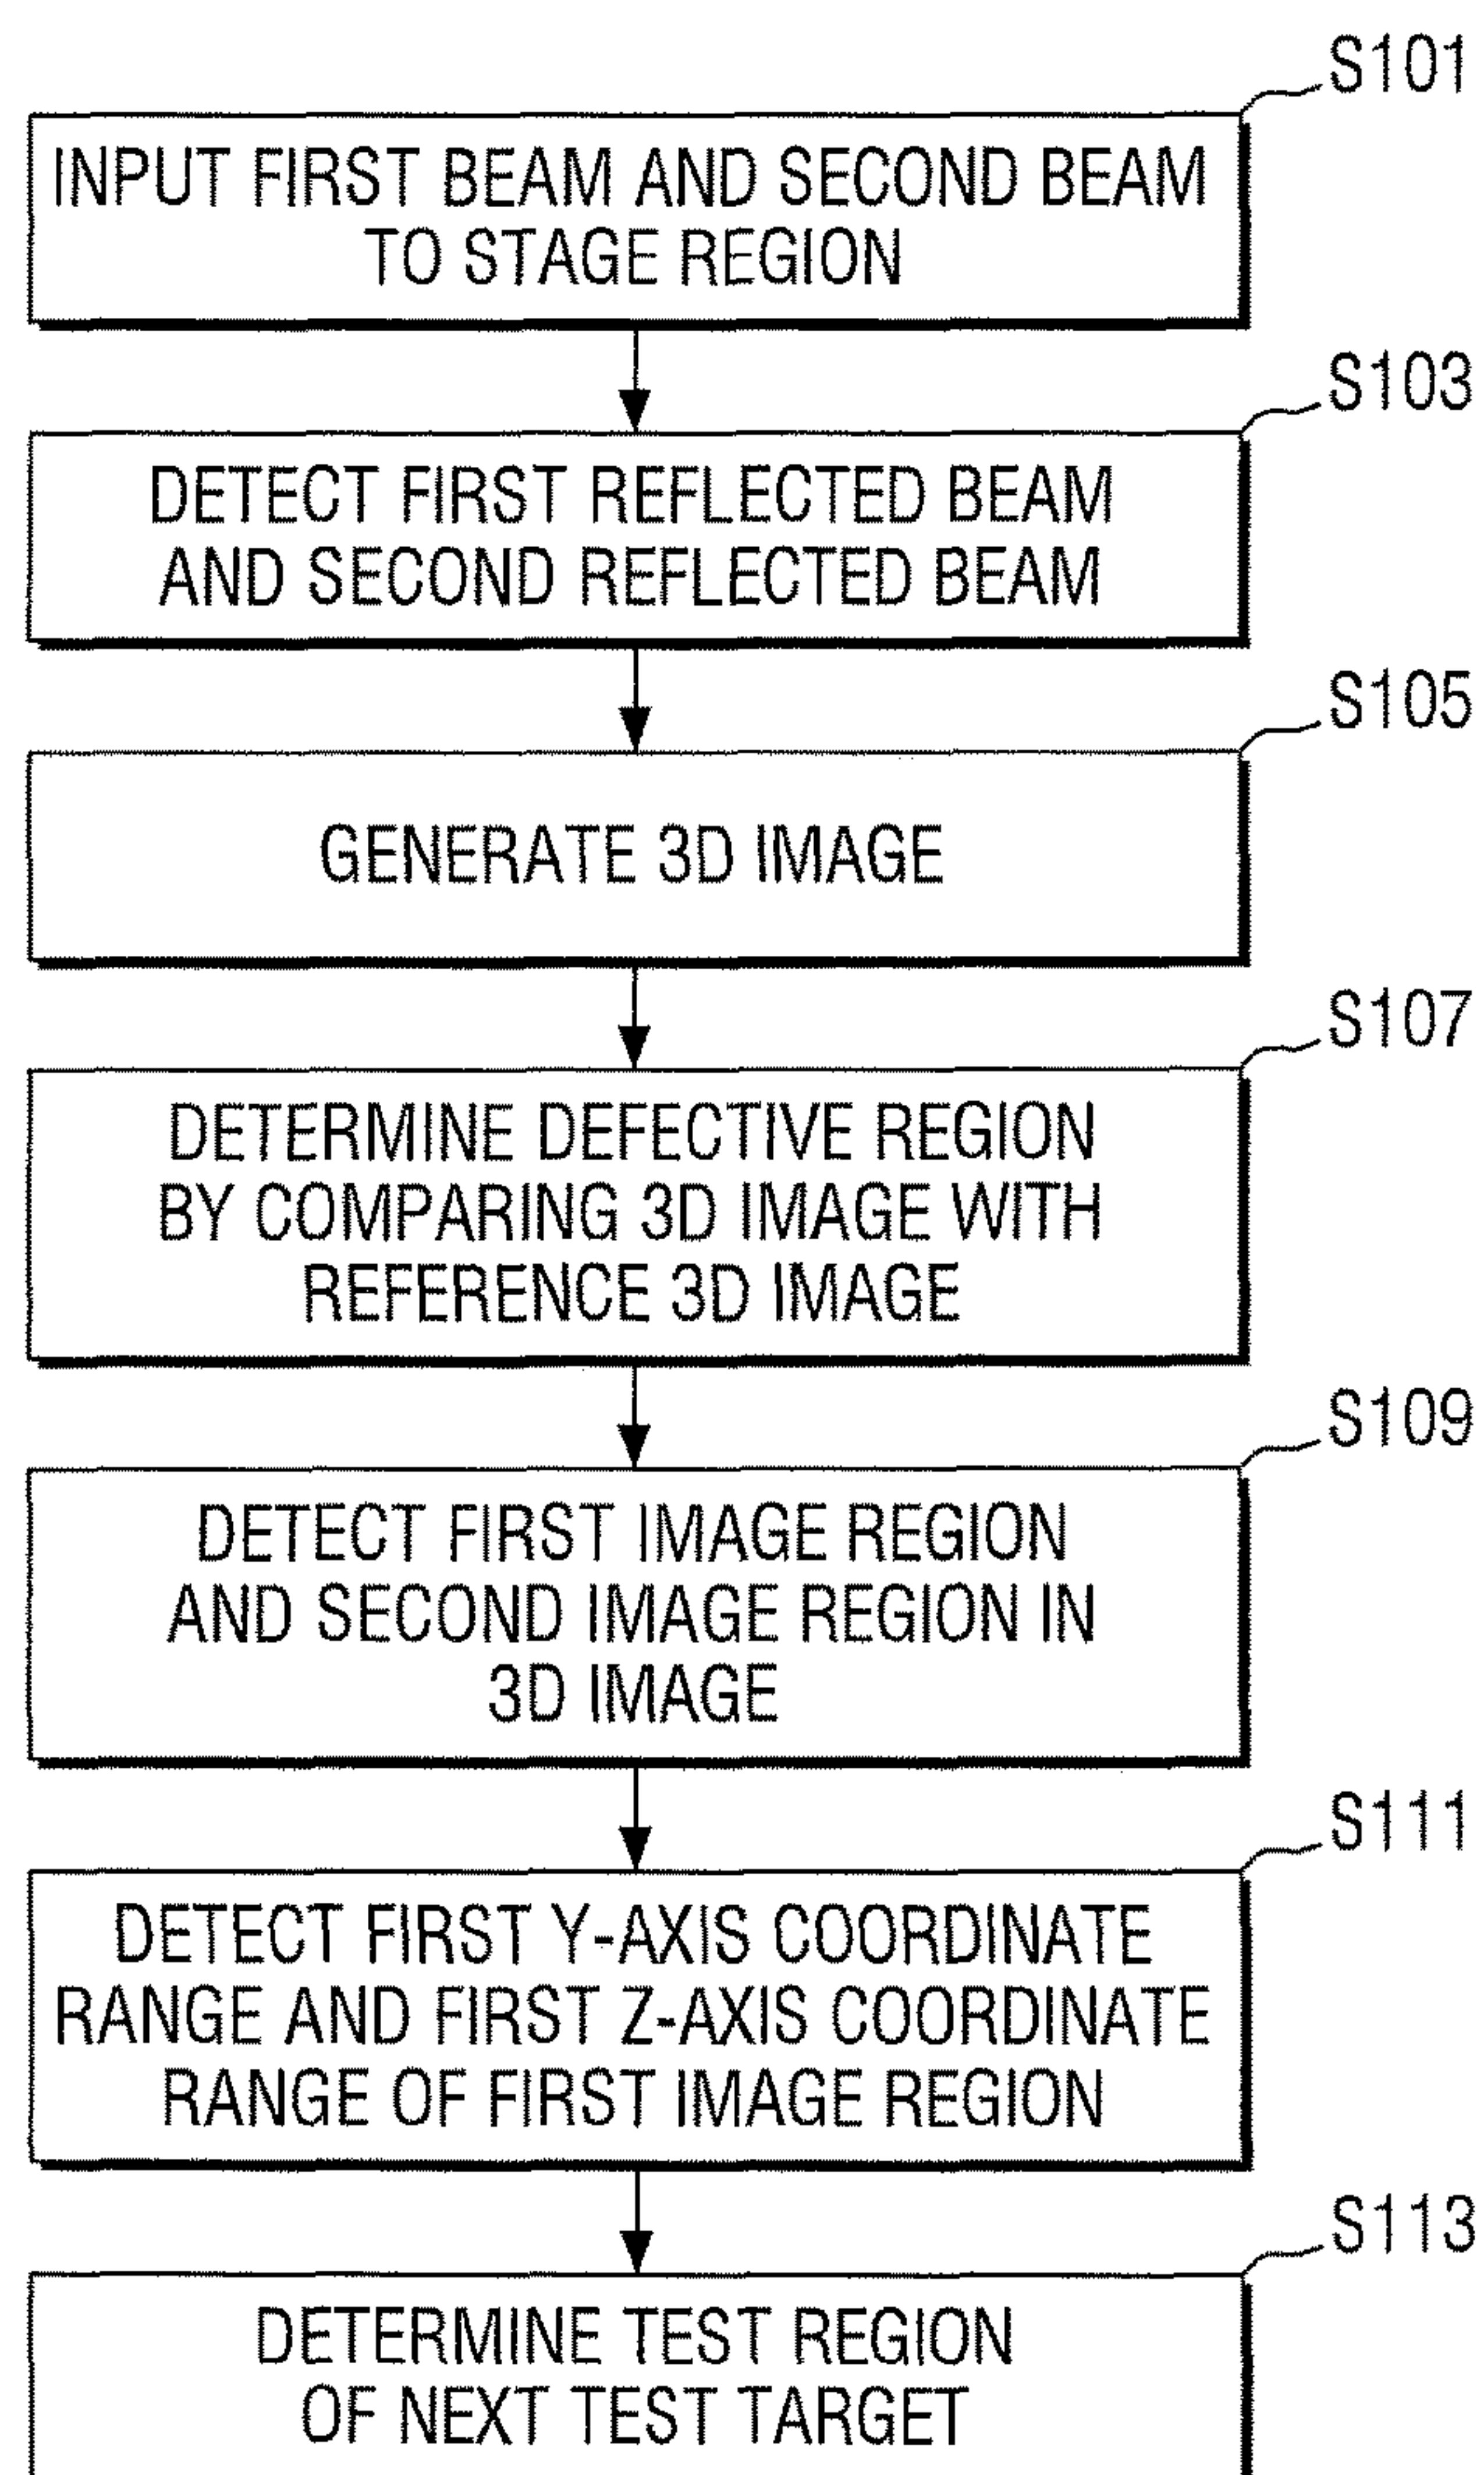 S101
INPUT FIRST BEAM AND SECOND BEAM
TO STAGE REGION
S103
DETECT FIRST REFLECTED BEAM
AND SECOND REFLECTED BEAM
S105
GENERATE 3D IMAGE
S107
DETERMINE DEFECTIVE REGION
BY COMPARING 3D IMAGE WITH
REFERENCE 3D IMAGE
S109
DETECT FIRST IMAGE REGION
AND SECOND IMAGE REGION IN
3D IMAGE
S111
DETECT FIRST Y-AXIS COORDINATE
RANGE AND FIRST Z-AXIS COORDINATE
RANGE OF FIRST IMAGE REGION
S113
DETERMINE TEST REGION
OF NEXT TEST TARGET